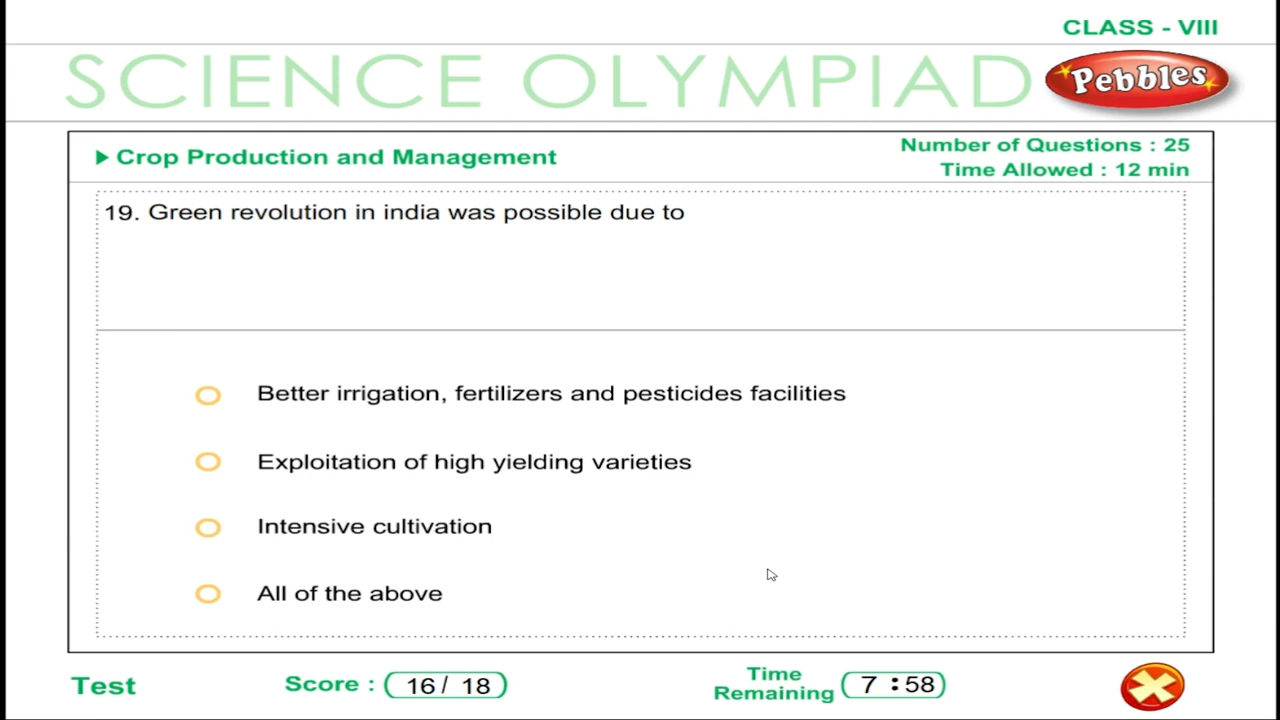 CLASS - VIII
SCIENCE OLYMPIAD
Pebbles
Crop Production and Management
Number of Questions : 25
Time Allowed : 12 min
19. Green revolution in india was possible due to
Better irrigation, fertilizers and pesticides facilities
Exploitation of high yielding varieties
Intensive cultivation
All of the above
Test
Score : 16 / 18
Time
Remaining 7 : 58